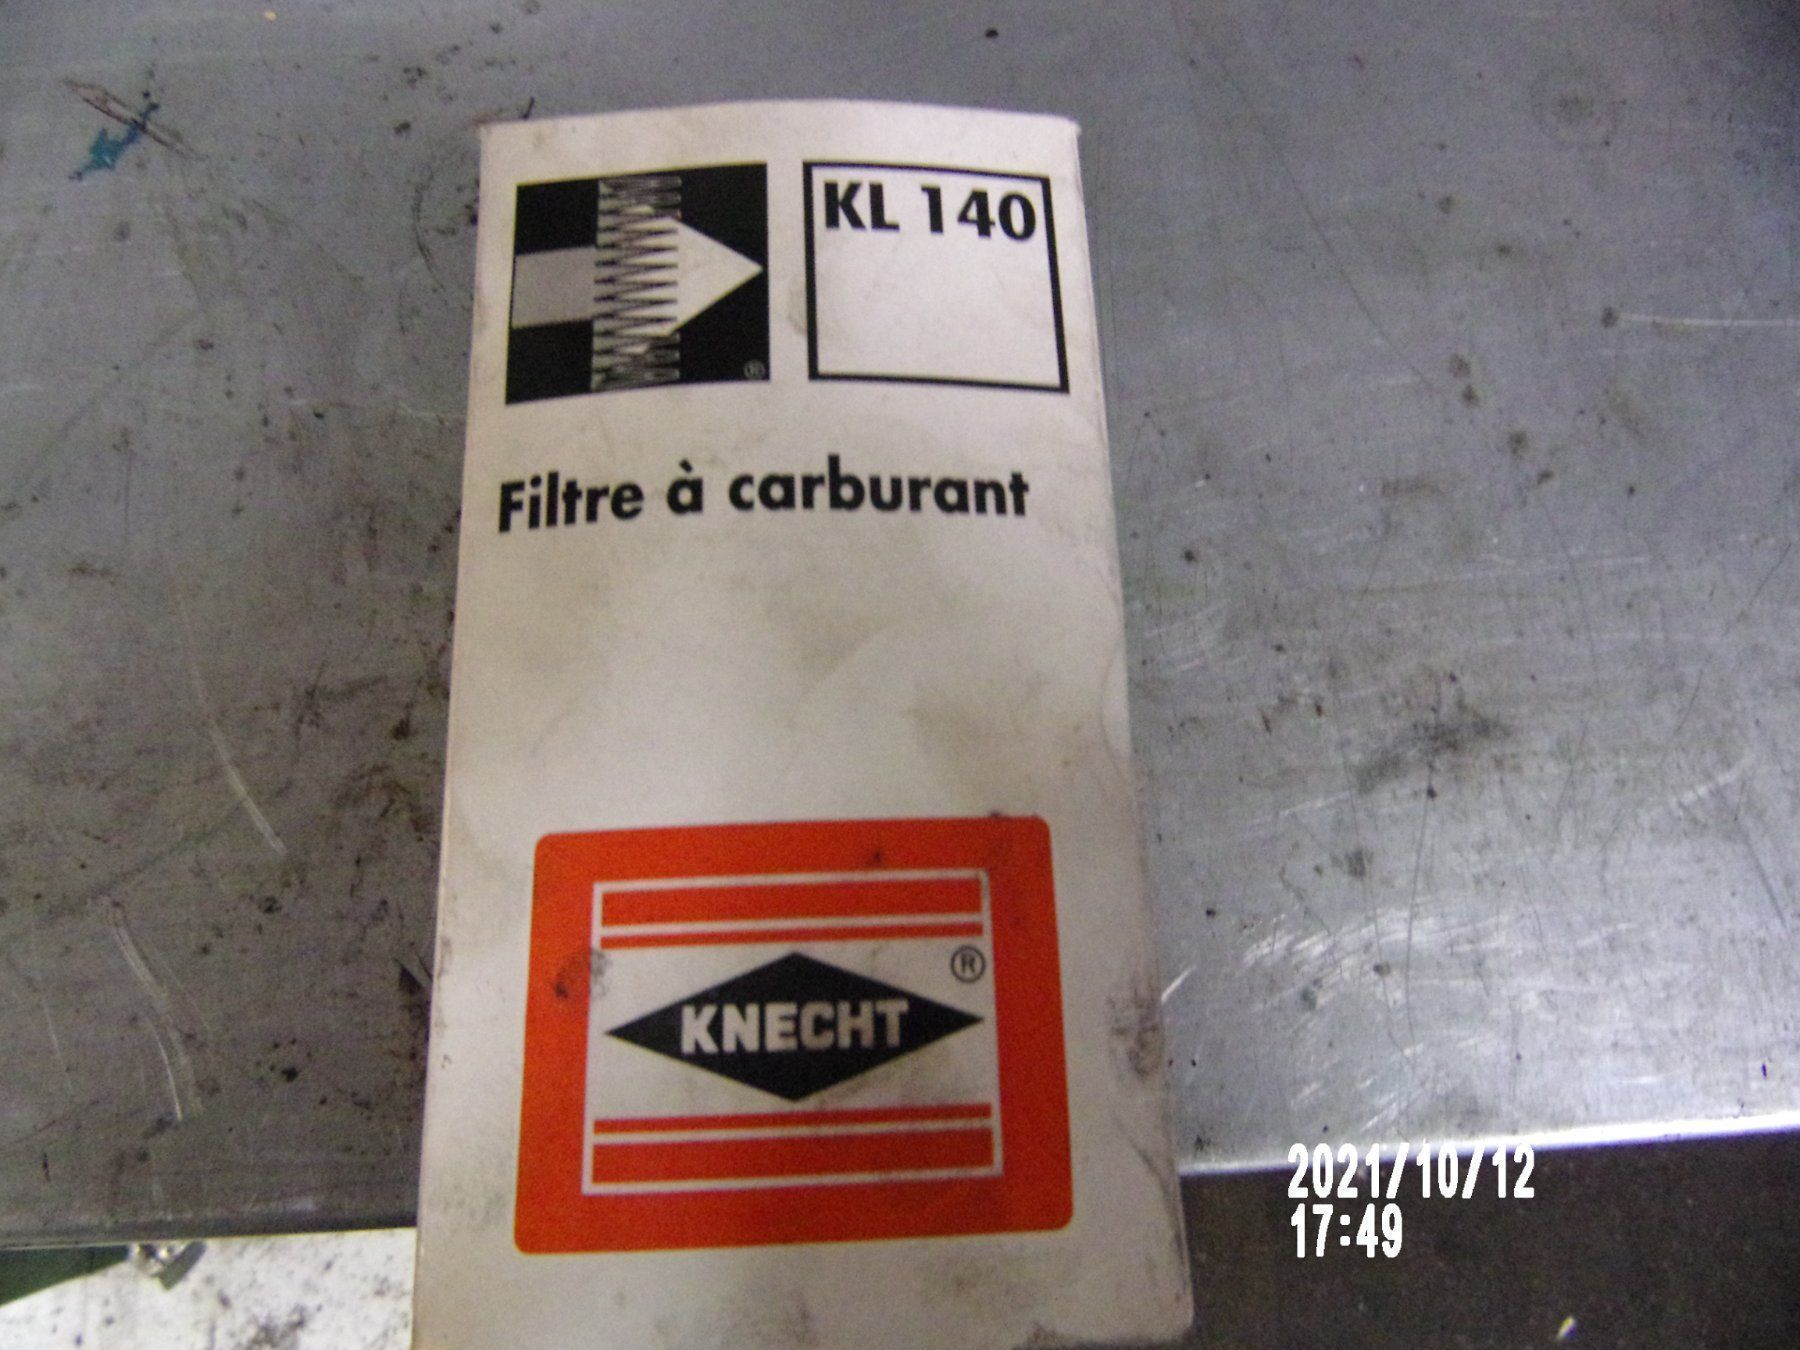 KL 140
®
Filtre à carburant
®
KNECHT
2021/10/12
17:49